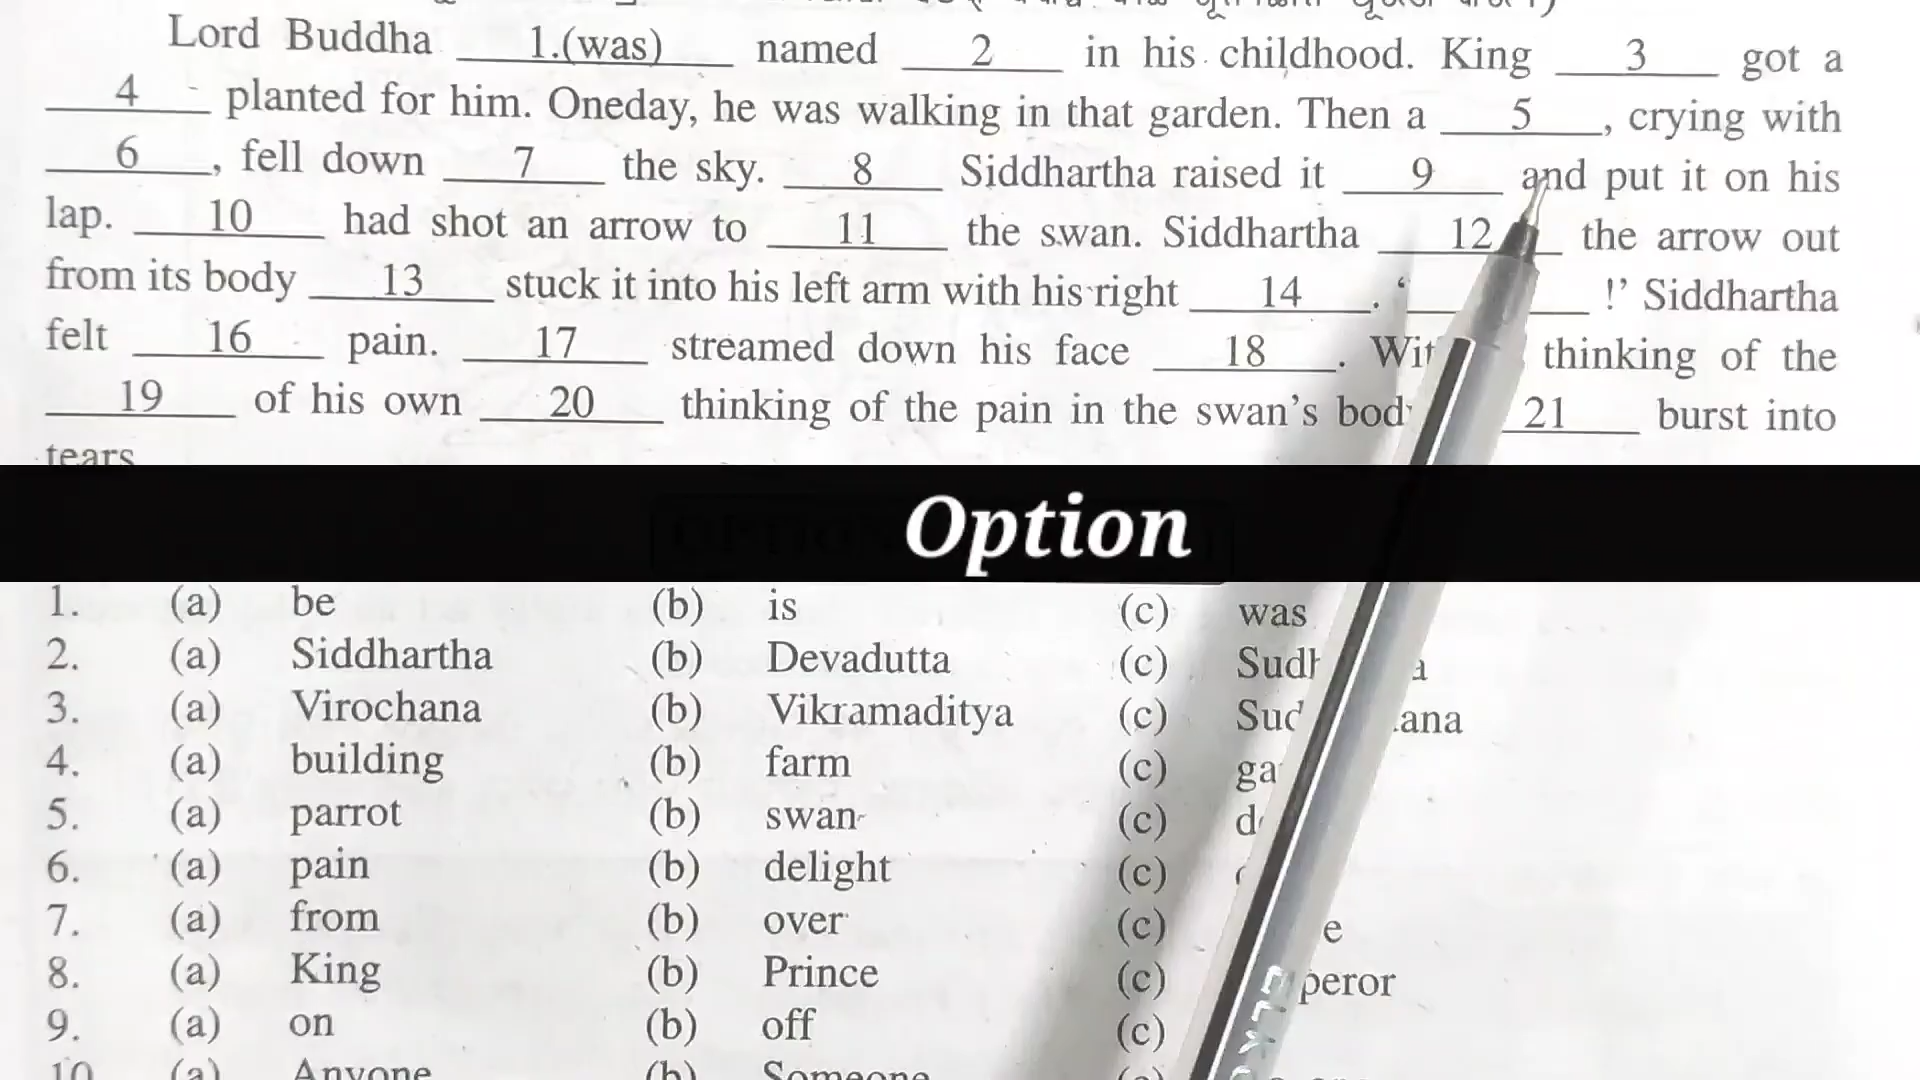 Lord Buddha 1.(was) named 2 in his childhood. King 3 got a
4 planted for him. Oneday, he was walking in that garden. Then a 5, crying with
6, fell down 7 the sky. 8 Siddhartha raised it 9 and put it on his
lap. 10 had shot an arrow to 11 the swan. Siddhartha 12 the arrow out
from its body 13 stuck it into his left arm with his right 14. ‘ !’ Siddhartha
felt 16 pain. 17 streamed down his face 18. thinking of the
19 of his own 20 thinking of the pain in the swan’s 21 burst into
tears
Option
1. (a) be (b) is (c) was
2. (a) Siddhartha (b) Devadutta (c)
3. (a) Virochana (b) Vikramaditya (c)
4. (a) building (b) farm (c)
5. (a) parrot (b) swan (c)
6. (a) pain (b) delight (c)
7. (a) from (b) over (c)
8. (a) King (b) Prince (c)
9. (a) on (b) off (c)
10 (a) Anyone (b) Someone